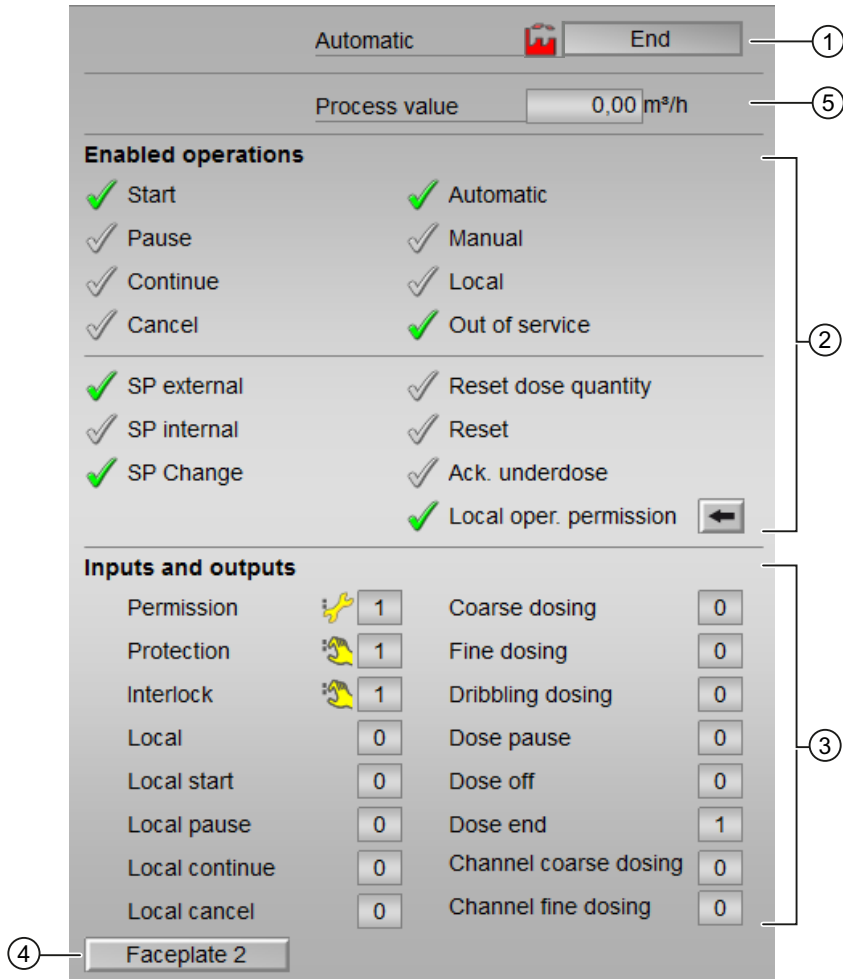 Automatic End 1
Process value 0,00 m³/h 5
Enabled operations
Start Automatic
Pause Manual
Continue Local
Cancel Out of service
2
SP external Reset dose quantity
SP internal Reset
SP Change Ack. underdose
Local oper. permission
Inputs and outputs
Permission 1 Coarse dosing 0
Protection 1 Fine dosing 0
Interlock 1 Dribbling dosing 0
Local 0 Dose pause 0
3
Local start 0 Dose off 0
Local pause 0 Dose end 1
Local continue 0 Channel coarse dosing 0
Local cancel 0 Channel fine dosing 0
4 Faceplate 2